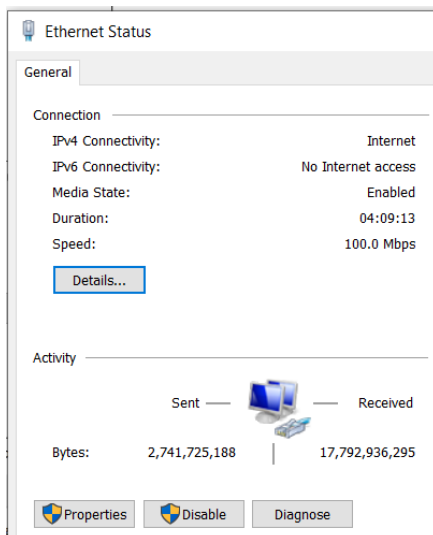 Ethernet Status
General
Connection
IPv4 Connectivity: Internet
IPv6 Connectivity: No Internet access
Media State: Enabled
Duration: 04:09:13
Speed: 100.0 Mbps
Details...
Activity
Sent Received
Bytes: 2,741,725,188 17,792,936,295
Properties Disable Diagnose